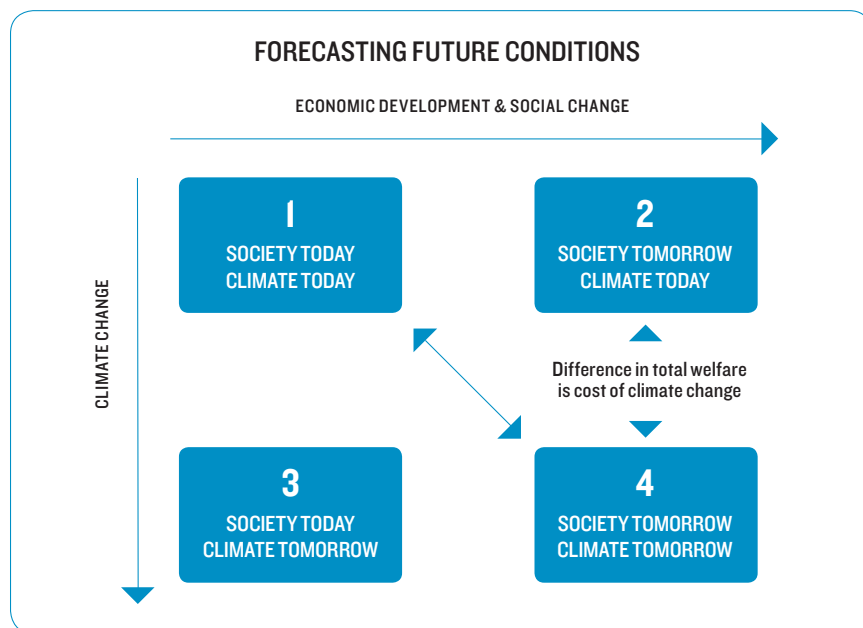 FORECASTING FUTURE CONDITIONS
ECONOMIC DEVELOPMENT & SOCIAL CHANGE
CLIMATE CHANGE
1
SOCIETY TODAY
CLIMATE TODAY
2
SOCIETY TOMORROW
CLIMATE TODAY
Difference in total welfare
is cost of climate change
3
SOCIETY TODAY
CLIMATE TOMORROW
4
SOCIETY TOMORROW
CLIMATE TOMORROW